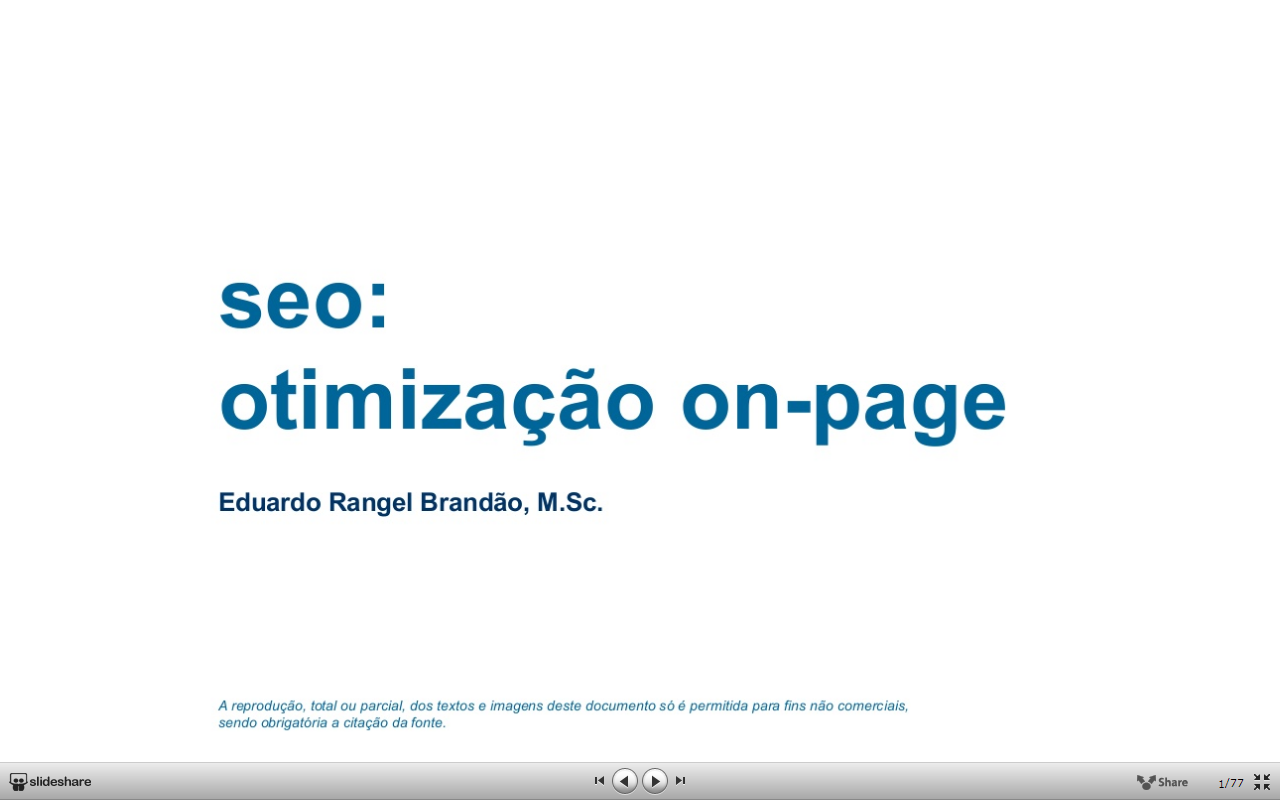 seo:
otimização on-page
Eduardo Rangel Brandão, M.Sc.
A reprodução, total ou parcial, dos textos e imagens deste documento só é permitida para fins não comerciais,
sendo obrigatória a citação da fonte.
slideshare
Share
1/77